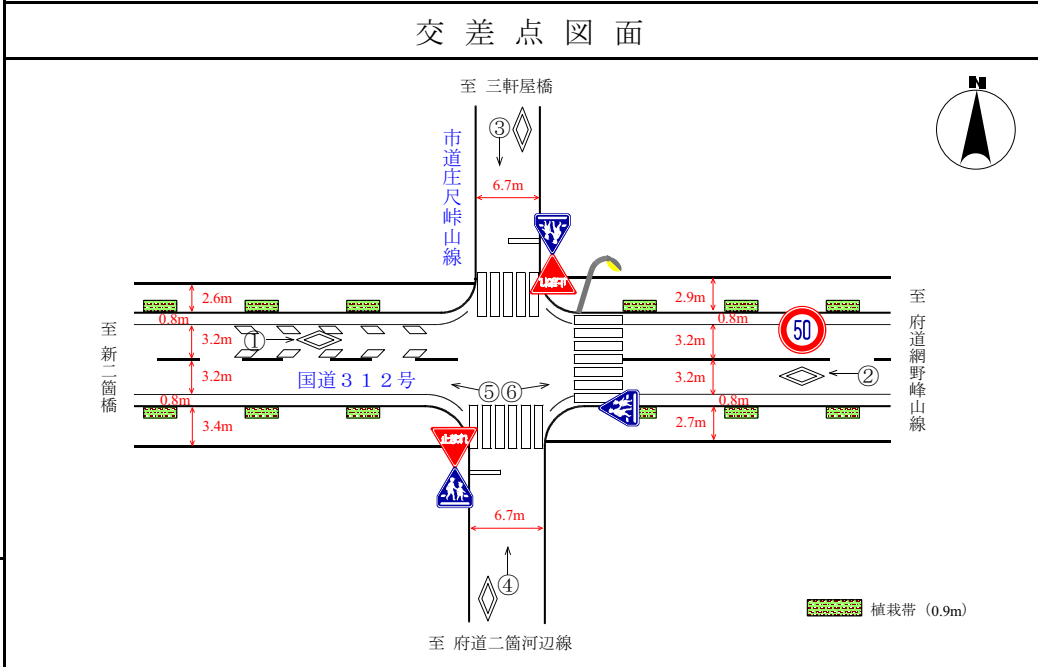 交差点図面
至 三軒屋橋
N
③
市道庄尺峠山線
6.7m
止まれ
2.6m
2.9m
0.8m
0.8m
50
至 府道網野峰山線
至 新二箇橋
①
3.2m
3.2m
3.2m
国道３１２号
⑤⑥
3.2m
②
0.8m
0.8m
3.4m
止まれ
2.7m
6.7m
④
植栽帯（0.9m）
至 府道二箇河辺線